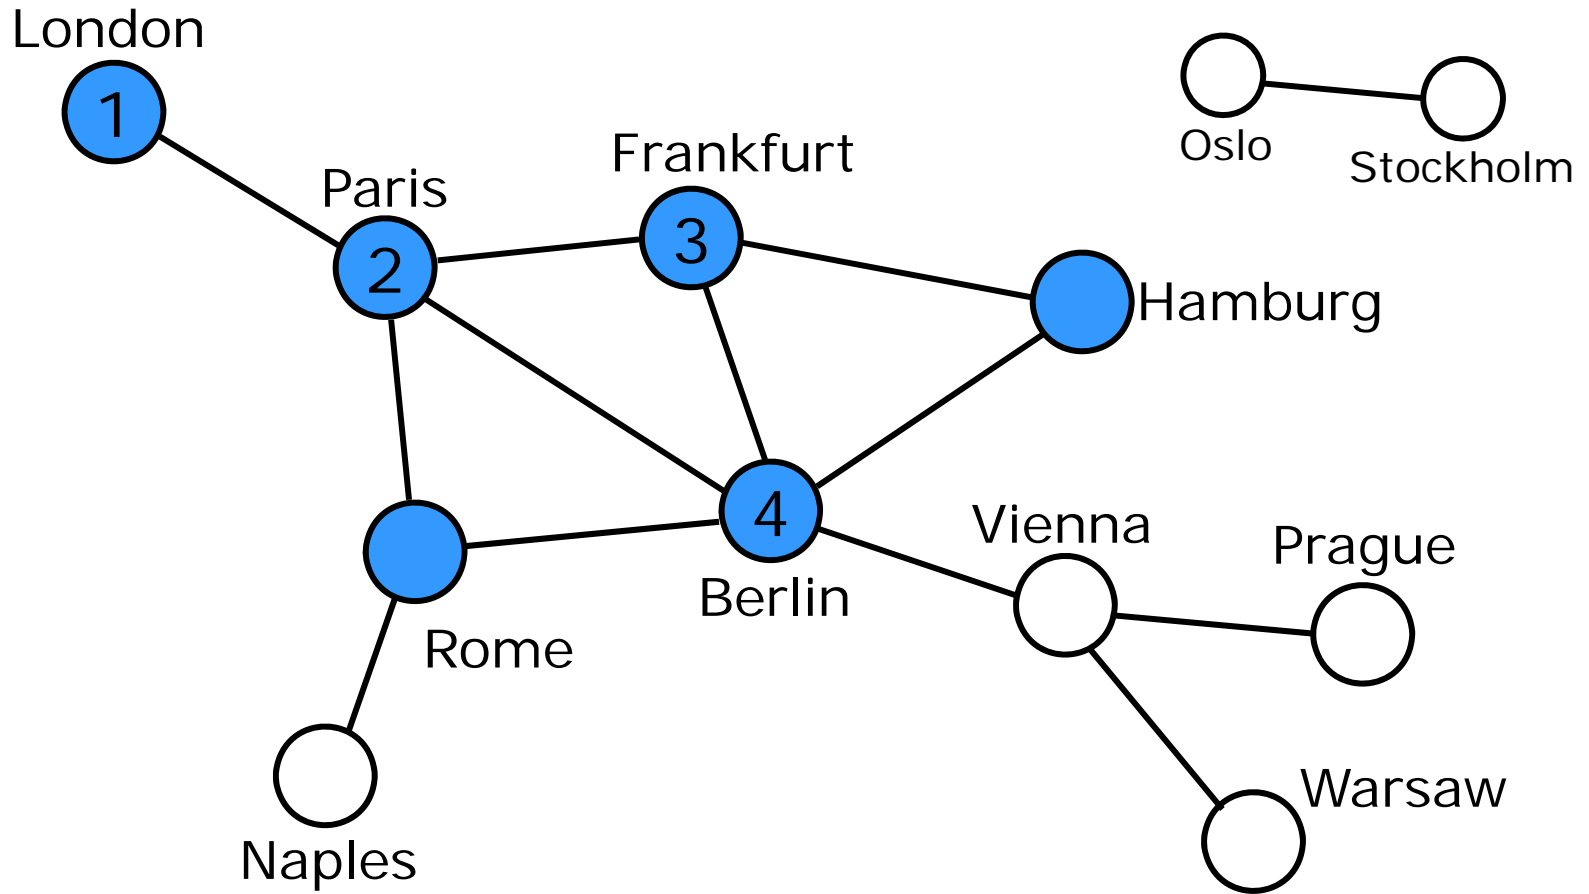 London
1
Oslo
Stockholm
Frankfurt
3
Paris
2
Hamburg
4
Berlin
Vienna
Prague
Rome
Warsaw
Naples